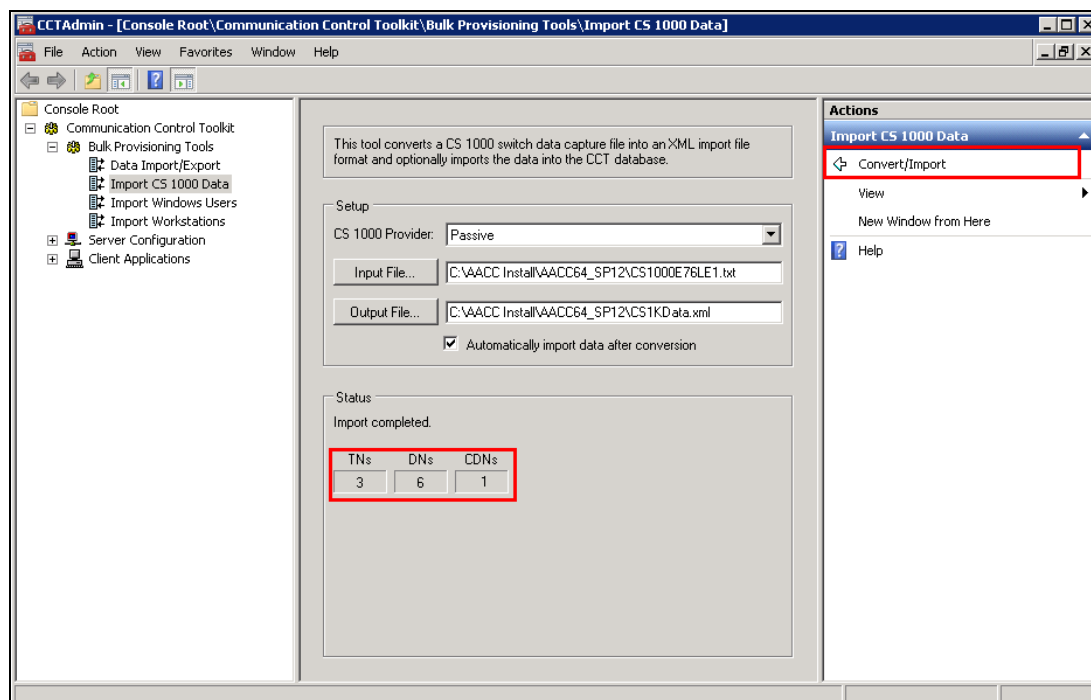 CCTAdmin - [Console Root\Communication Control Toolkit\Bulk Provisioning Tools\Import CS 1000 Data]
File Action View Favorites Window Help
Console Root
Communication Control Toolkit
Bulk Provisioning Tools
Data Import/Export
Import CS 1000 Data
Import Windows Users
Import Workstations
Server Configuration
Client Applications
This tool converts a CS 1000 switch data capture file into an XML import file
format and optionally imports the data into the CCT database.
Setup
CS 1000 Provider: Passive
Input File... C:\AACC Install\AACC64_SP12\CS1000E76LE1.txt
Output File... C:\AACC Install\AACC64_SP12\CS1KData.xml
Automatically import data after conversion
Status
Import completed.
TNs DNs CDNs
3 6 1
Actions
Import CS 1000 Data
Convert/Import
View
New Window from Here
Help